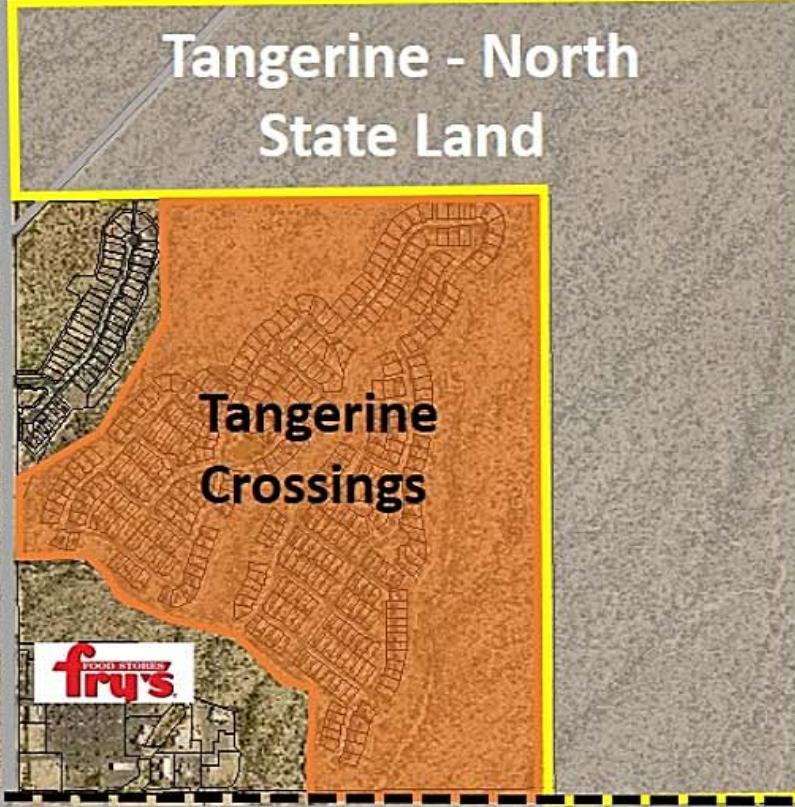 Tangerine - North
State Land
Tangerine
Crossings
FOOD STORES
fry's